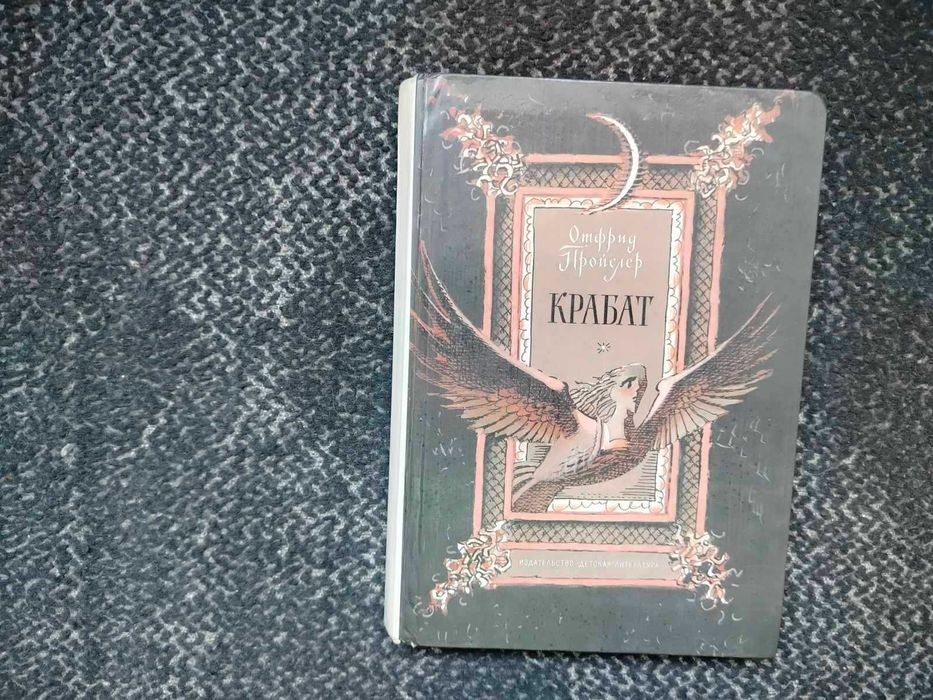 Отфрид
Пройслер
КРАБАТ
ИЗДАТЕЛЬСТВО «ДЕТСКАЯ ЛИТЕРАТУРА»